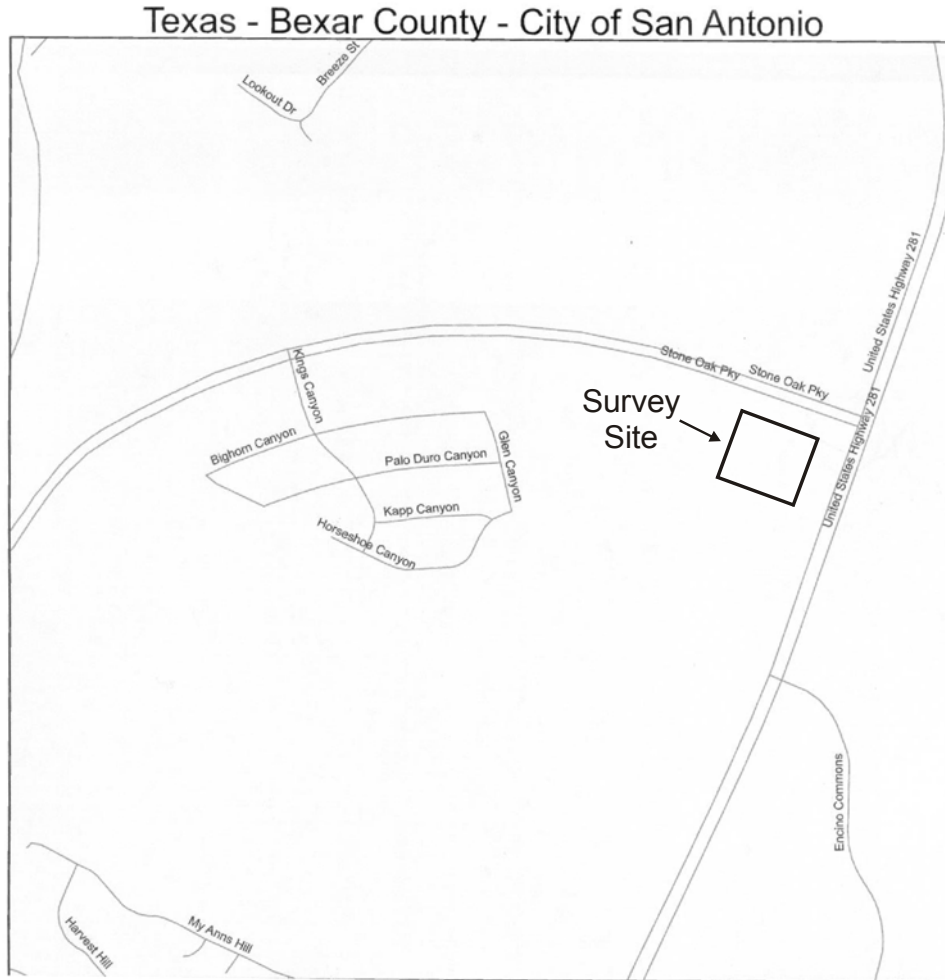 Texas - Bexar County - City of San Antonio
Breeze St
Lookout Dr
United States Highway 281
Stone Oak Pky
Stone Oak Pky
Kings Canyon
Survey
Site
United States Highway 281
Bighorn Canyon
Glen Canyon
Palo Duro Canyon
Kapp Canyon
Horseshoe Canyon
Encino Commons
My Anns Hill
Harvest Hill